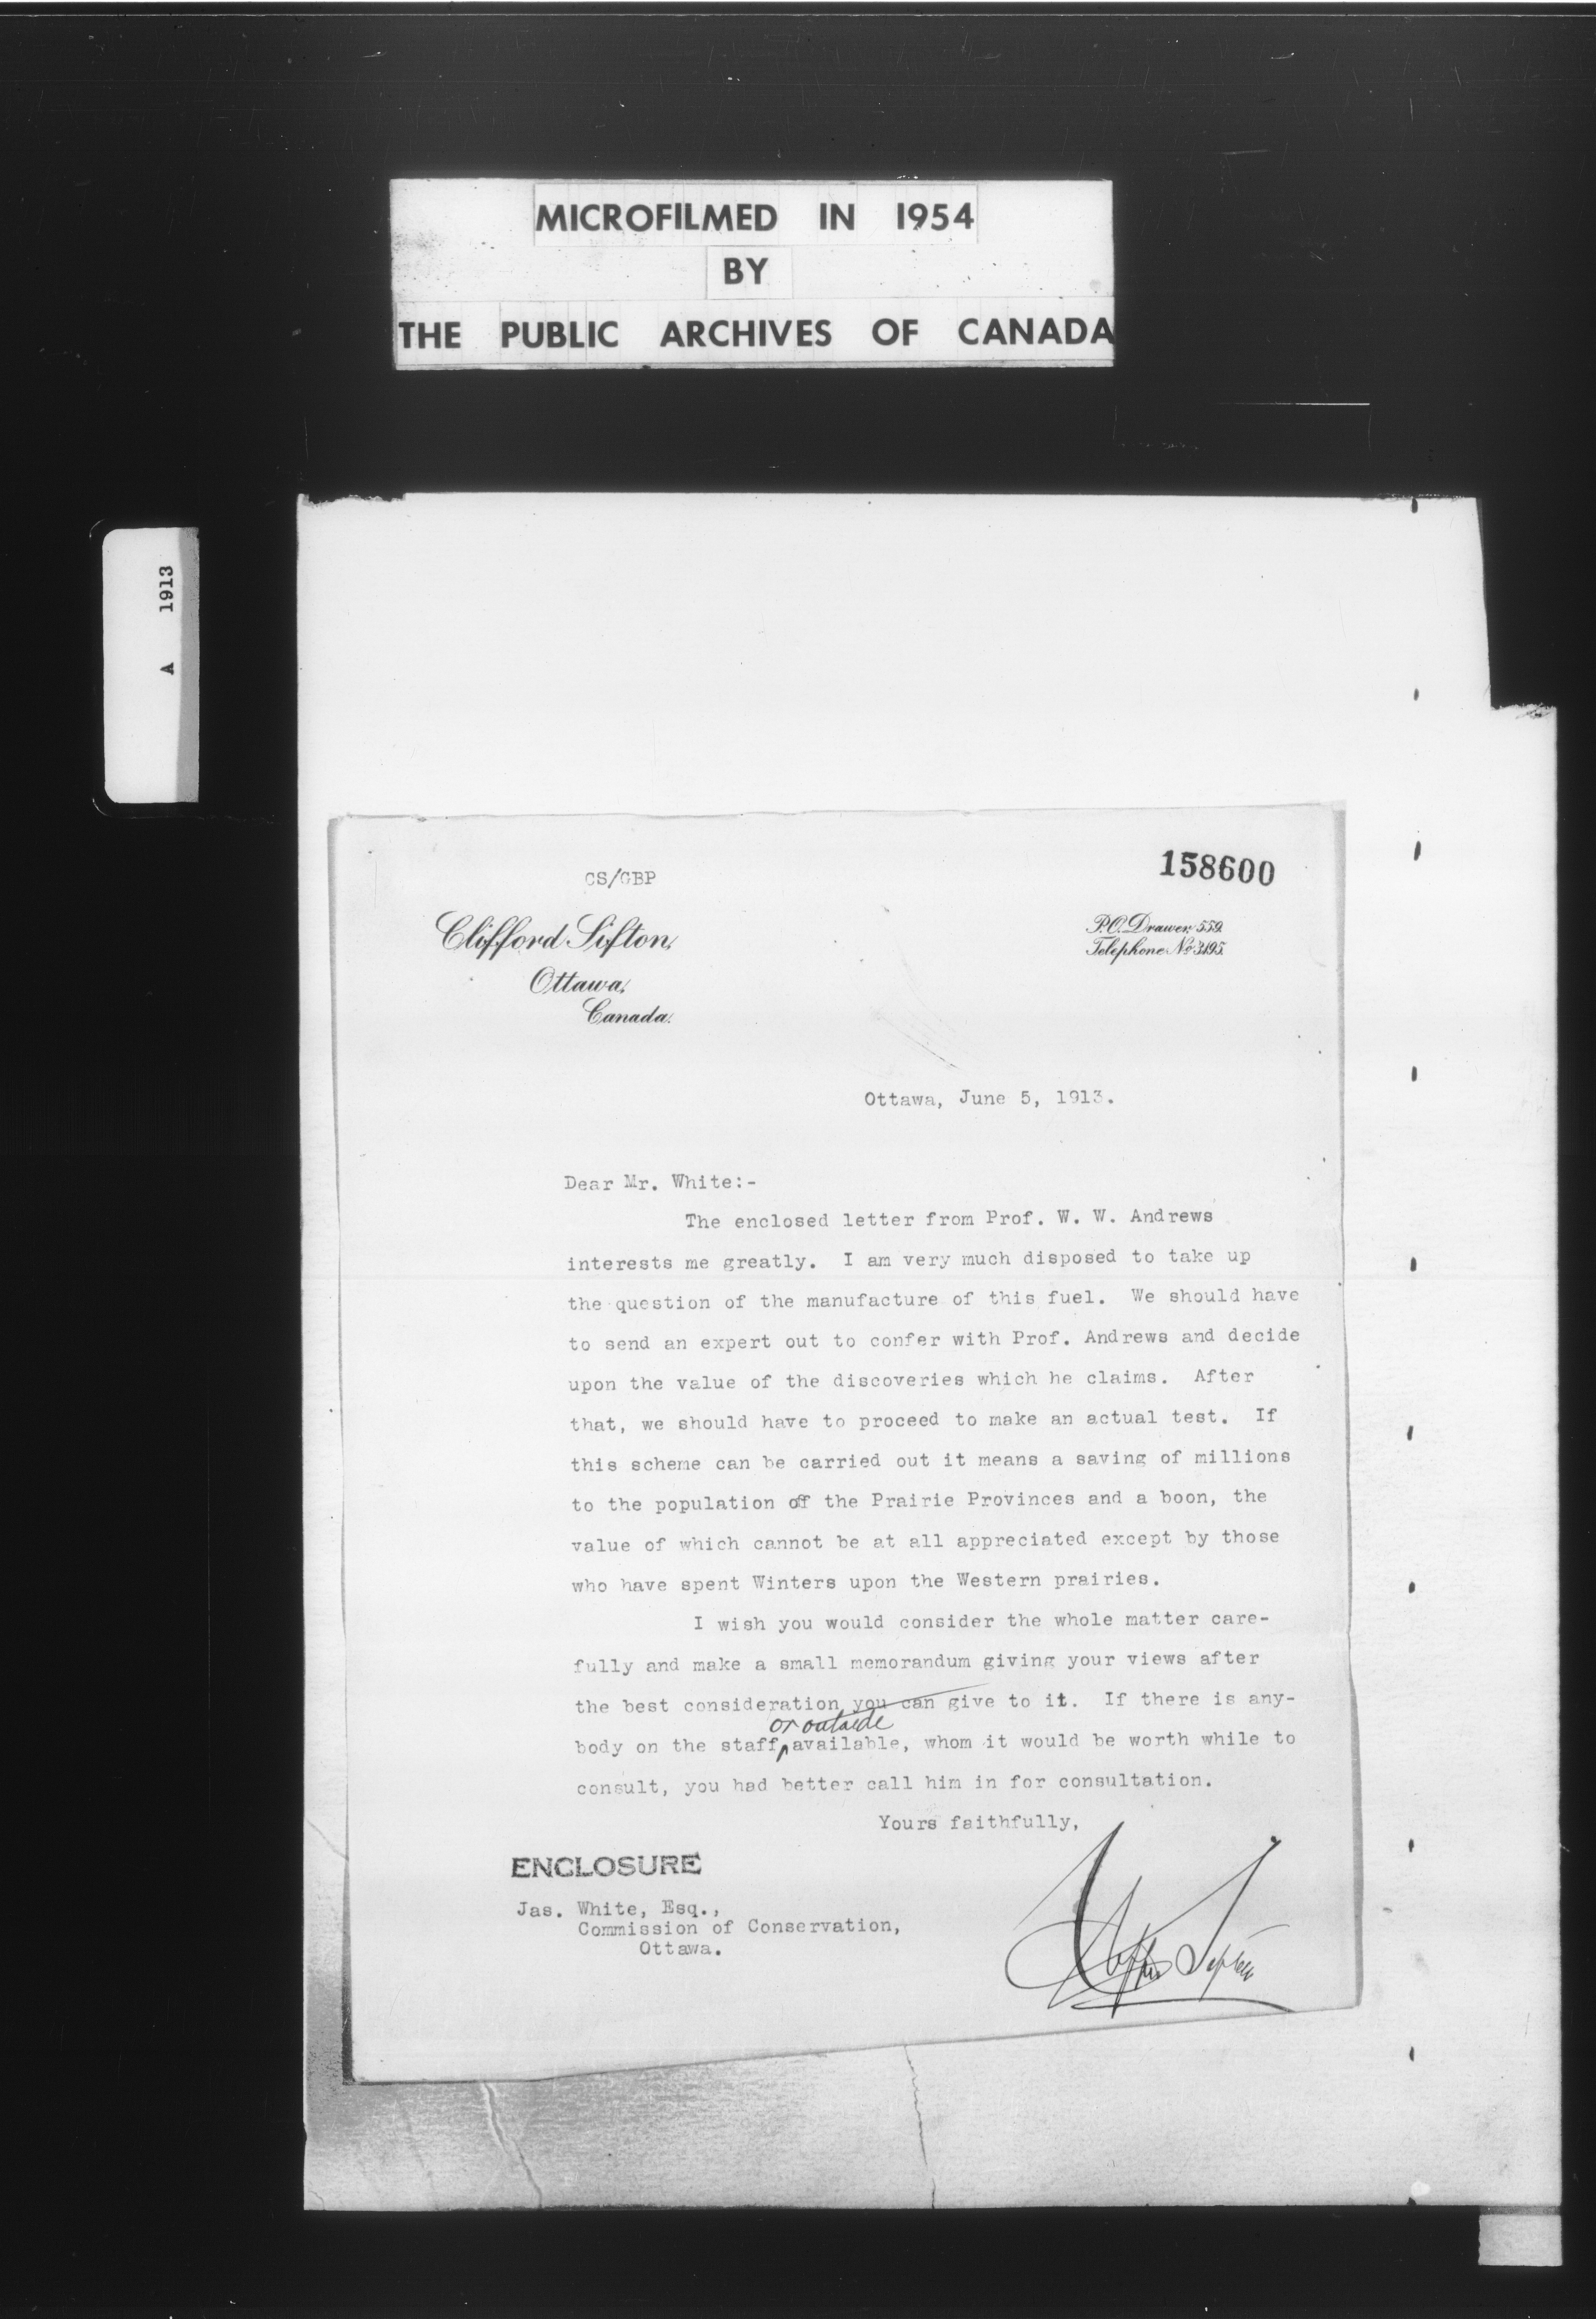 MICROFILMED IN 1954
BY
THE PUBLIC ARCHIVES OF CANADA
A 1913
158600
CS/GBP
Clifford Sifton,
Ottawa,
Canada.
P.O. Drawer 559.
Telephone No. 3195.
Ottawa, June 5, 1913.
Dear Mr. White:-
The enclosed letter from Prof. W. W. Andrews
interests me greatly. I am very much disposed to take up
the question of the manufacture of this fuel. We should have
to send an expert out to confer with Prof. Andrews and decide
upon the value of the discoveries which he claims. After
that, we should have to proceed to make an actual test. If
this scheme can be carried out it means a saving of millions
to the population off the Prairie Provinces and a boon, the
value of which cannot be at all appreciated except by those
who have spent Winters upon the Western prairies.
I wish you would consider the whole matter care-
fully and make a small memorandum giving your views after
the best consideration you can give to it. If there is any-
or outside
body on the staff available, whom it would be worth while to
consult, you had better call him in for consultation.
Yours faithfully,
Clifford Sifton
ENCLOSURE
Jas. White, Esq.,
Commission of Conservation,
Ottawa.